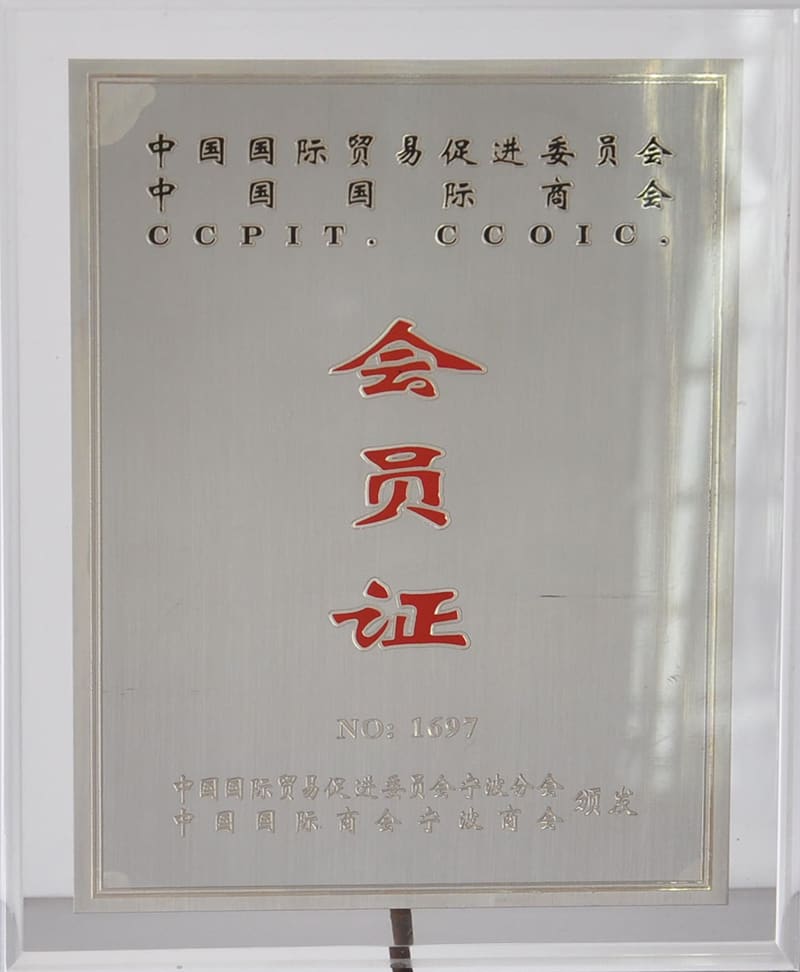 中国国际贸易促进委员会
中国国际商会
CCPIT. CCOIC.
会
员
证
NO: 1697
中国国际贸易促进委员会宁波分会
中国国际商会宁波商会
颁发